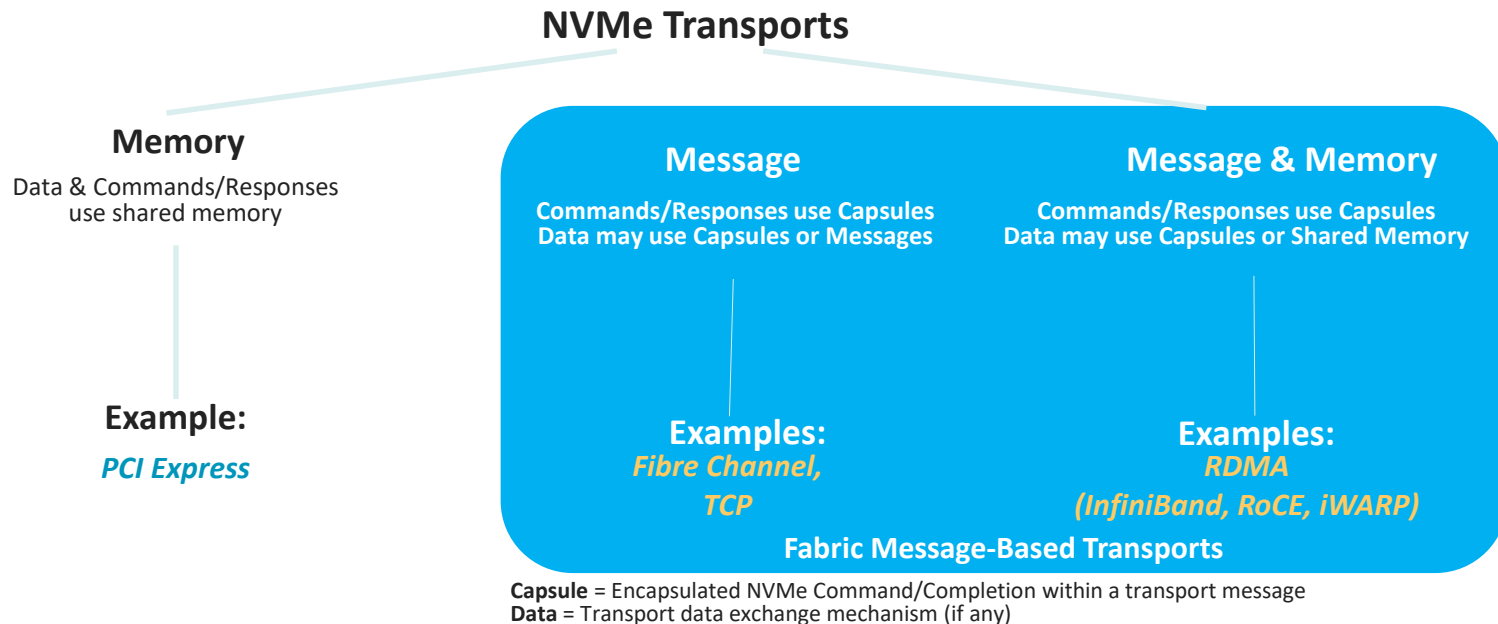 NVMe Transports
Memory
Data & Commands/Responses
use shared memory
Example:
PCI Express
Message
Commands/Responses use Capsules
Data may use Capsules or Messages
Examples:
Fibre Channel,
TCP
Message & Memory
Commands/Responses use Capsules
Data may use Capsules or Shared Memory
Examples:
RDMA
(InfiniBand, RoCE, iWARP)
Fabric Message-Based Transports
Capsule = Encapsulated NVMe Command/Completion within a transport message
Data = Transport data exchange mechanism (if any)